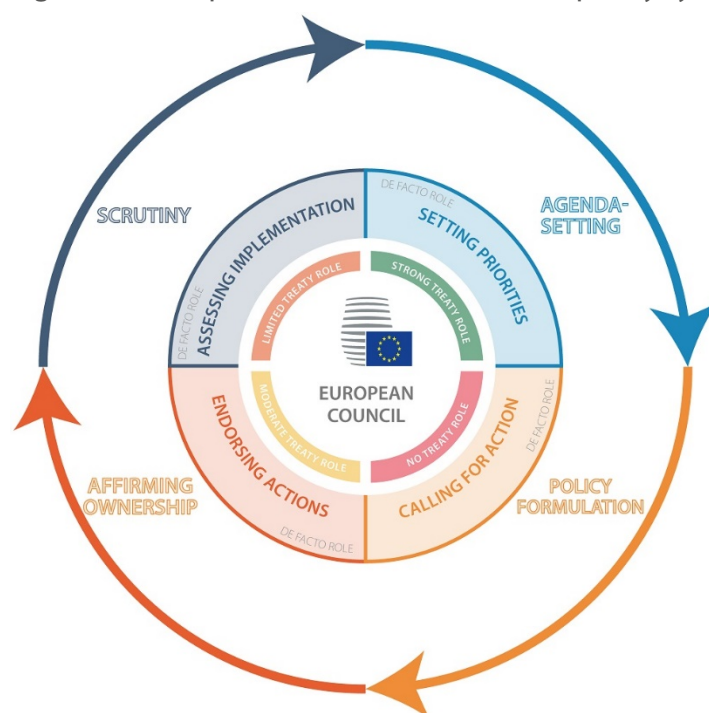 SCRUTINY
AGENDA-
SETTING
DE FACTO ROLE
ASSESSING IMPLEMENTATION
DE FACTO ROLE
SETTING PRIORITIES
LIMITED TREATY ROLE
STRONG TREATY ROLE
EUROPEAN
COUNCIL
MODERATE TREATY ROLE
NO TREATY ROLE
ENDORSING ACTIONS
DE FACTO ROLE
CALLING FOR ACTION
DE FACTO ROLE
AFFIRMING
OWNERSHIP
POLICY
FORMULATION